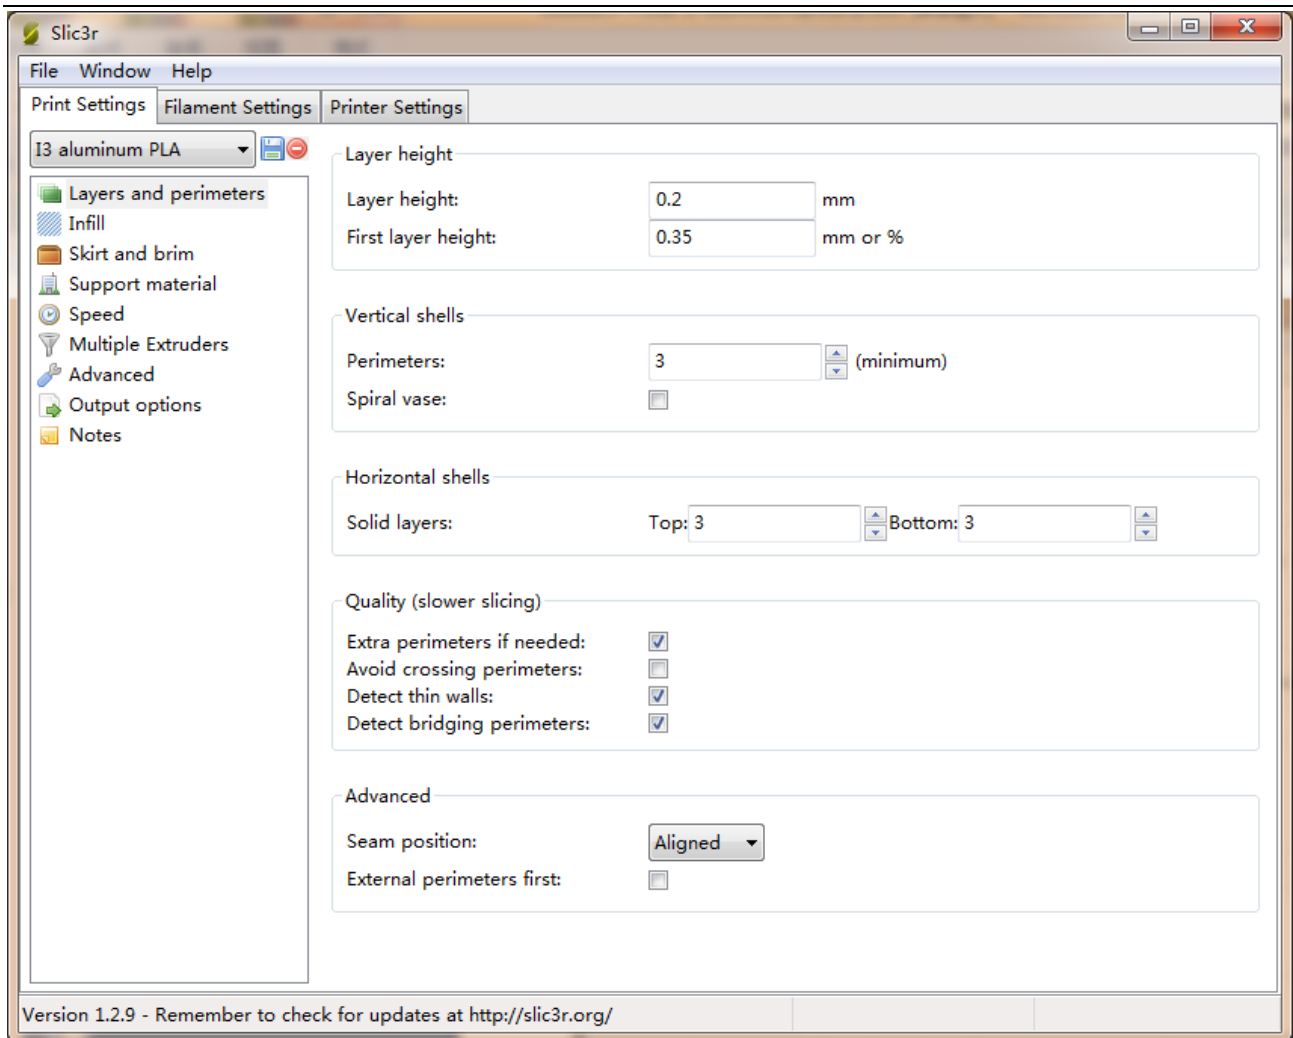 Slic3r
File Window Help
Print Settings Filament Settings Printer Settings
I3 aluminum PLA
Layers and perimeters
Infill
Skirt and brim
Support material
Speed
Multiple Extruders
Advanced
Output options
Notes
Layer height
Layer height: 0.2 mm
First layer height: 0.35 mm or %
Vertical shells
Perimeters: 3 (minimum)
Spiral vase:
Horizontal shells
Solid layers: Top: 3 Bottom: 3
Quality (slower slicing)
Extra perimeters if needed:
Avoid crossing perimeters:
Detect thin walls:
Detect bridging perimeters:
Advanced
Seam position: Aligned
External perimeters first:
Version 1.2.9 - Remember to check for updates at http://slic3r.org/